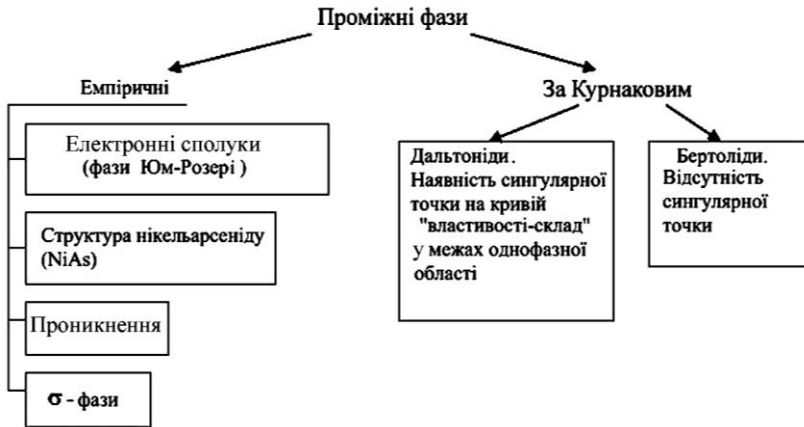 Проміжні фази
Емпіричні
Електронні сполуки
(фази Юм-Розері )
Структура нікельарсеніду
(NiAs)
Проникнення
σ - фази
За Курнаковим
Дальтоніди.
Наявність сингулярної
точки на кривій
"властивості-склад"
у межах однофазної
області
Бертоліди.
Відсутність
сингулярної
точки